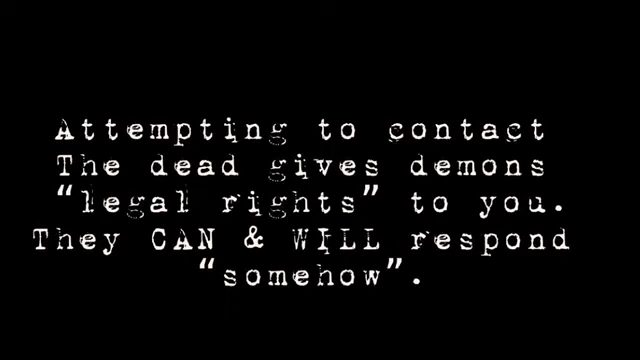 Attempting to contact
The dead gives demons
“legal rights” to you.
They CAN & WILL respond
“somehow”.